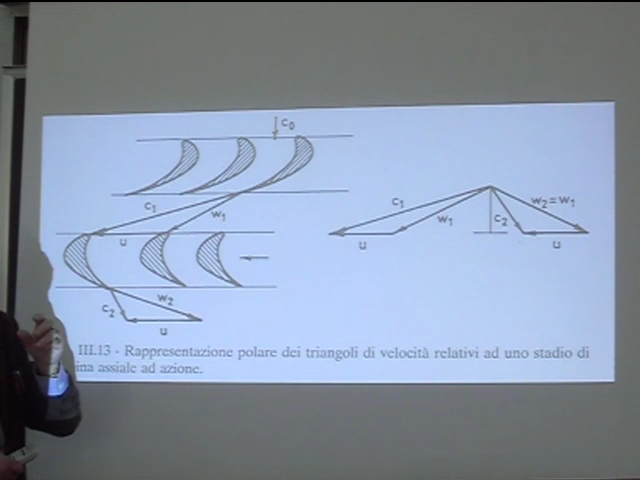 c0
c1
w1
u
w2
c2
u
c1
w1
u
c2
w2=w1
u
III.13 - Rappresentazione polare dei triangoli di velocità relativi ad uno stadio di
ina assiale ad azione.